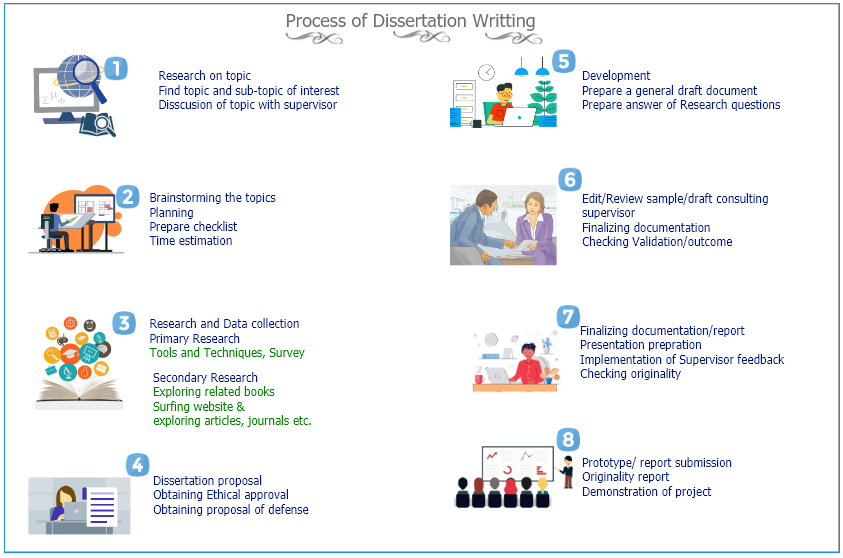 Process of Dissertation Writting
1
Research on topic
Find topic and sub-topic of interest
Disscusion of topic with supervisor
2
Brainstorming the topics
Planning
Prepare checklist
Time estimation
3
Research and Data collection
Primary Research
Tools and Techniques, Survey
Secondary Research
Exploring related books
Surfing website &
exploring articles, journals etc.
4
Dissertation proposal
Obtaining Ethical approval
Obtaining proposal of defense
5
Development
Prepare a general draft document
Prepare answer of Research questions
6
Edit/Review sample/draft consulting
supervisor
Finalizing documentation
Checking Validation/outcome
7
Finalizing documentation/report
Presentation prepration
Implementation of Supervisor feedback
Checking originality
8
Prototype/ report submission
Originality report
Demonstration of project